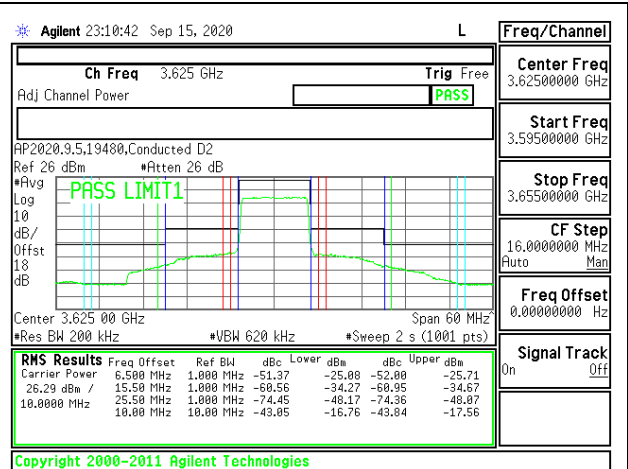 Agilent 23:10:42 Sep 15, 2020 L Freq/Channel
Ch Freq 3.625 GHz Trig Free
Adj Channel Power PASS
AP2020.9.5,19480,Conducted D2
Ref 26 dBm #Atten 26 dB
#Avg
Log
10
dB/
Offst
18
dB
PASS LIMIT1
Center 3.625 00 GHz Span 60 MHz
#Res BW 200 kHz #VBW 620 kHz #Sweep 2 s (1001 pts)
RMS Results Freq Offset Ref BW dBc Lower dBm dBc Upper dBm
Carrier Power 6.500 MHz 1.000 MHz -51.37 -25.08 -52.00 -25.71
26.29 dBm / 15.50 MHz 1.000 MHz -60.56 -34.27 -60.95 -34.67
10.0000 MHz 25.50 MHz 1.000 MHz -74.45 -48.17 -74.36 -48.07
10.00 MHz 10.00 MHz -43.05 -16.76 -43.84 -17.56
Copyright 2000-2011 Agilent Technologies
Center Freq
3.62500000 GHz
Start Freq
3.59500000 GHz
Stop Freq
3.65500000 GHz
CF Step
16.0000000 MHz
Auto Man
Freq Offset
0.00000000 Hz
Signal Track
On Off